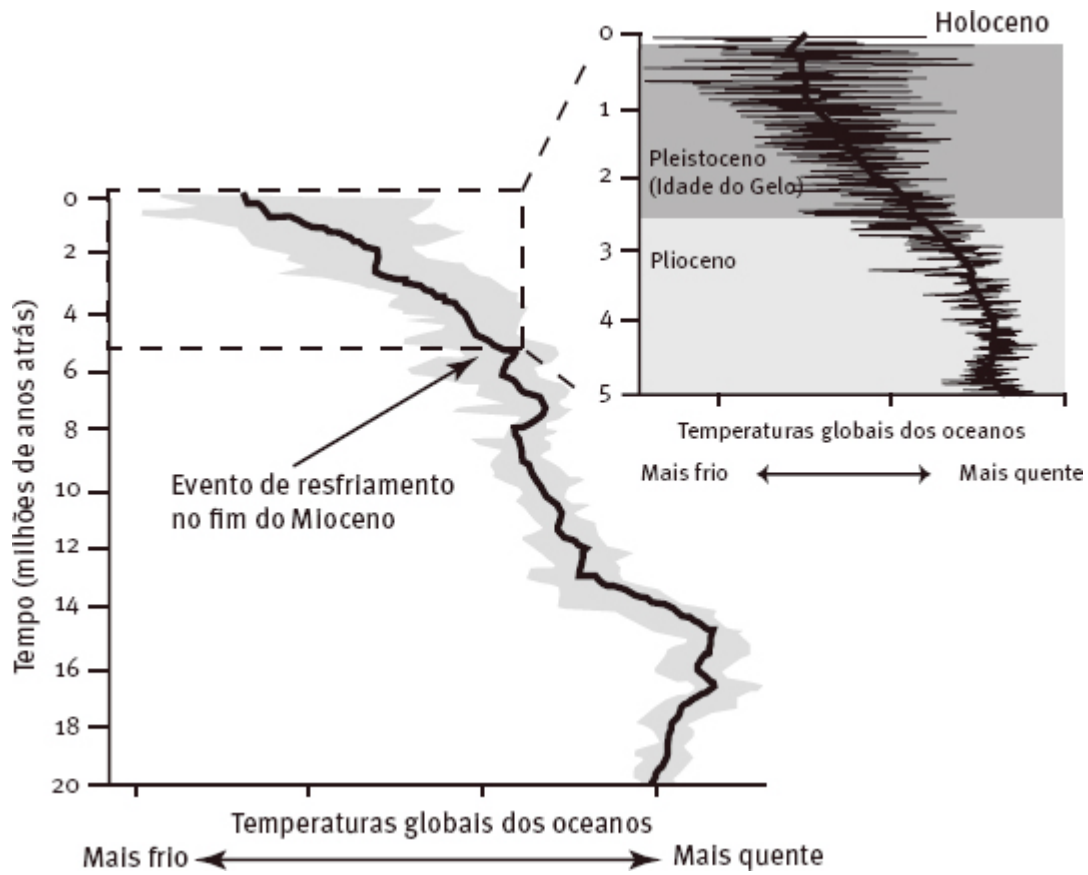 0
Holoceno
1
Pleistoceno
2
(Idade do Gelo)
3
Plioceno
4
5
Temperaturas globais dos oceanos
Mais frio
Mais quente
Tempo (milhões de anos atrás)
0
2
4
6
8
10
12
14
16
18
20
Evento de resfriamento
no fim do Mioceno
Temperaturas globais dos oceanos
Mais frio
Mais quente